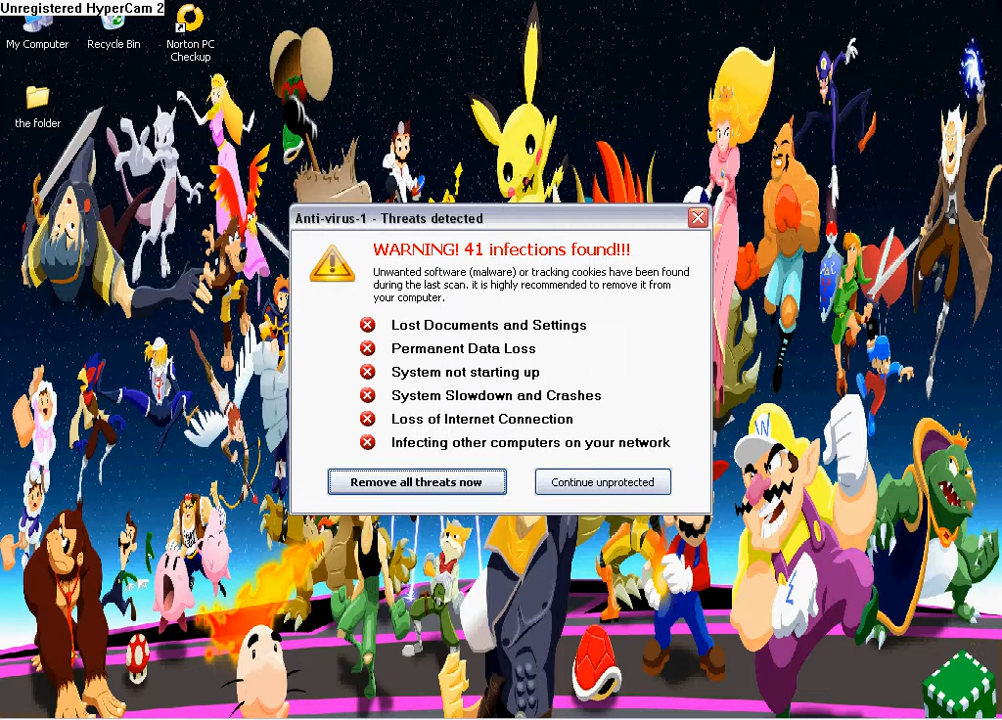 Unregistered HyperCam 2
My Computer
Recycle Bin
Norton PC
Checkup
the folder
Anti-virus-1 - Threats detected
WARNING! 41 infections found!!!
Unwanted software (malware) or tracking cookies have been found
during the last scan. it is highly recommended to remove it from
your computer.
Lost Documents and Settings
Permanent Data Loss
System not starting up
System Slowdown and Crashes
Loss of Internet Connection
Infecting other computers on your network
Remove all threats now
Continue unprotected